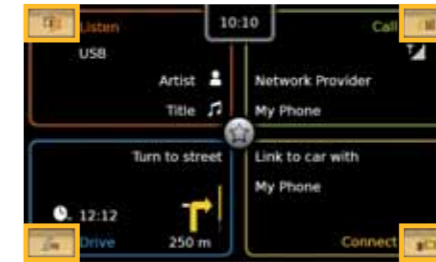 Listen
10:10
Call
USB
Artist
Title
Network Provider
My Phone
Turn to street
12:12
Drive
250 m
Link to car with
My Phone
Connect